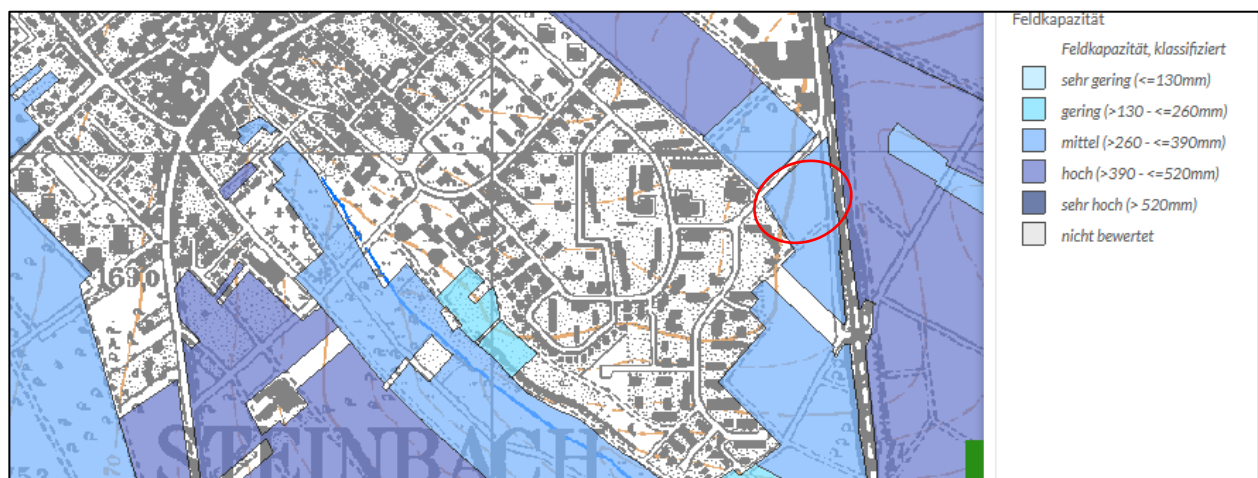 Feldkapazität
Feldkapazität, klassifiziert
sehr gering (<=130mm)
gering (>130 - <=260mm)
mittel (>260 - <=390mm)
hoch (>390 - <=520mm)
sehr hoch (> 520mm)
nicht bewertet
STEINBACH